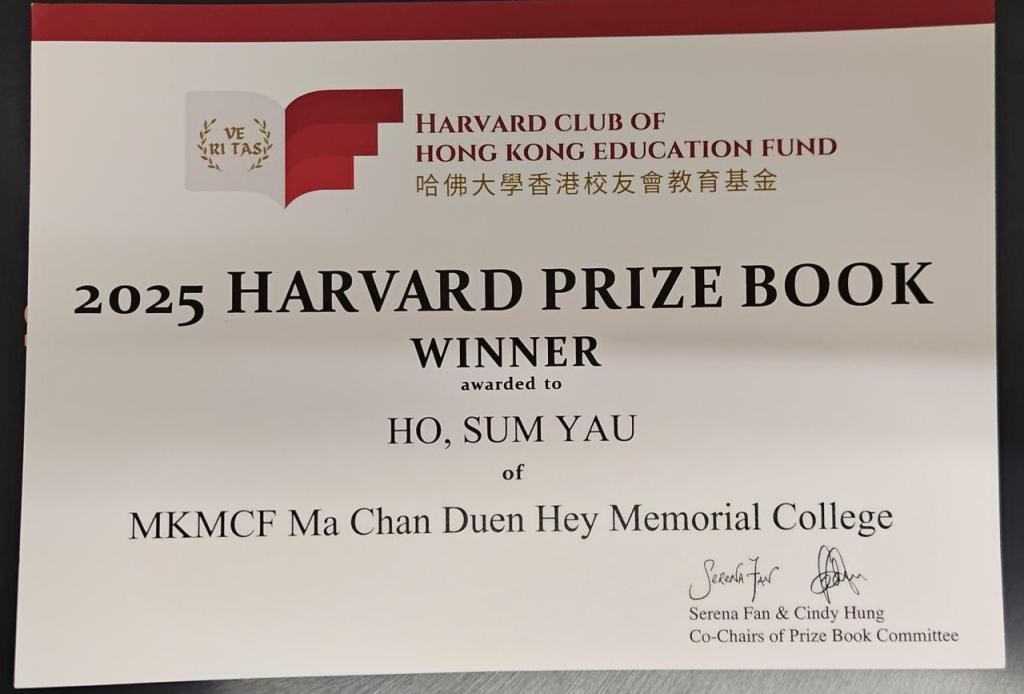 VE
RI TAS
HARVARD CLUB OF
HONG KONG EDUCATION FUND
哈佛大學香港校友會教育基金
2025 HARVARD PRIZE BOOK
WINNER
awarded to
HO, SUM YAU
of
MKMCF Ma Chan Duen Hey Memorial College
SERENA FAN
Serena Fan & Cindy Hung
Co-Chairs of Prize Book Committee